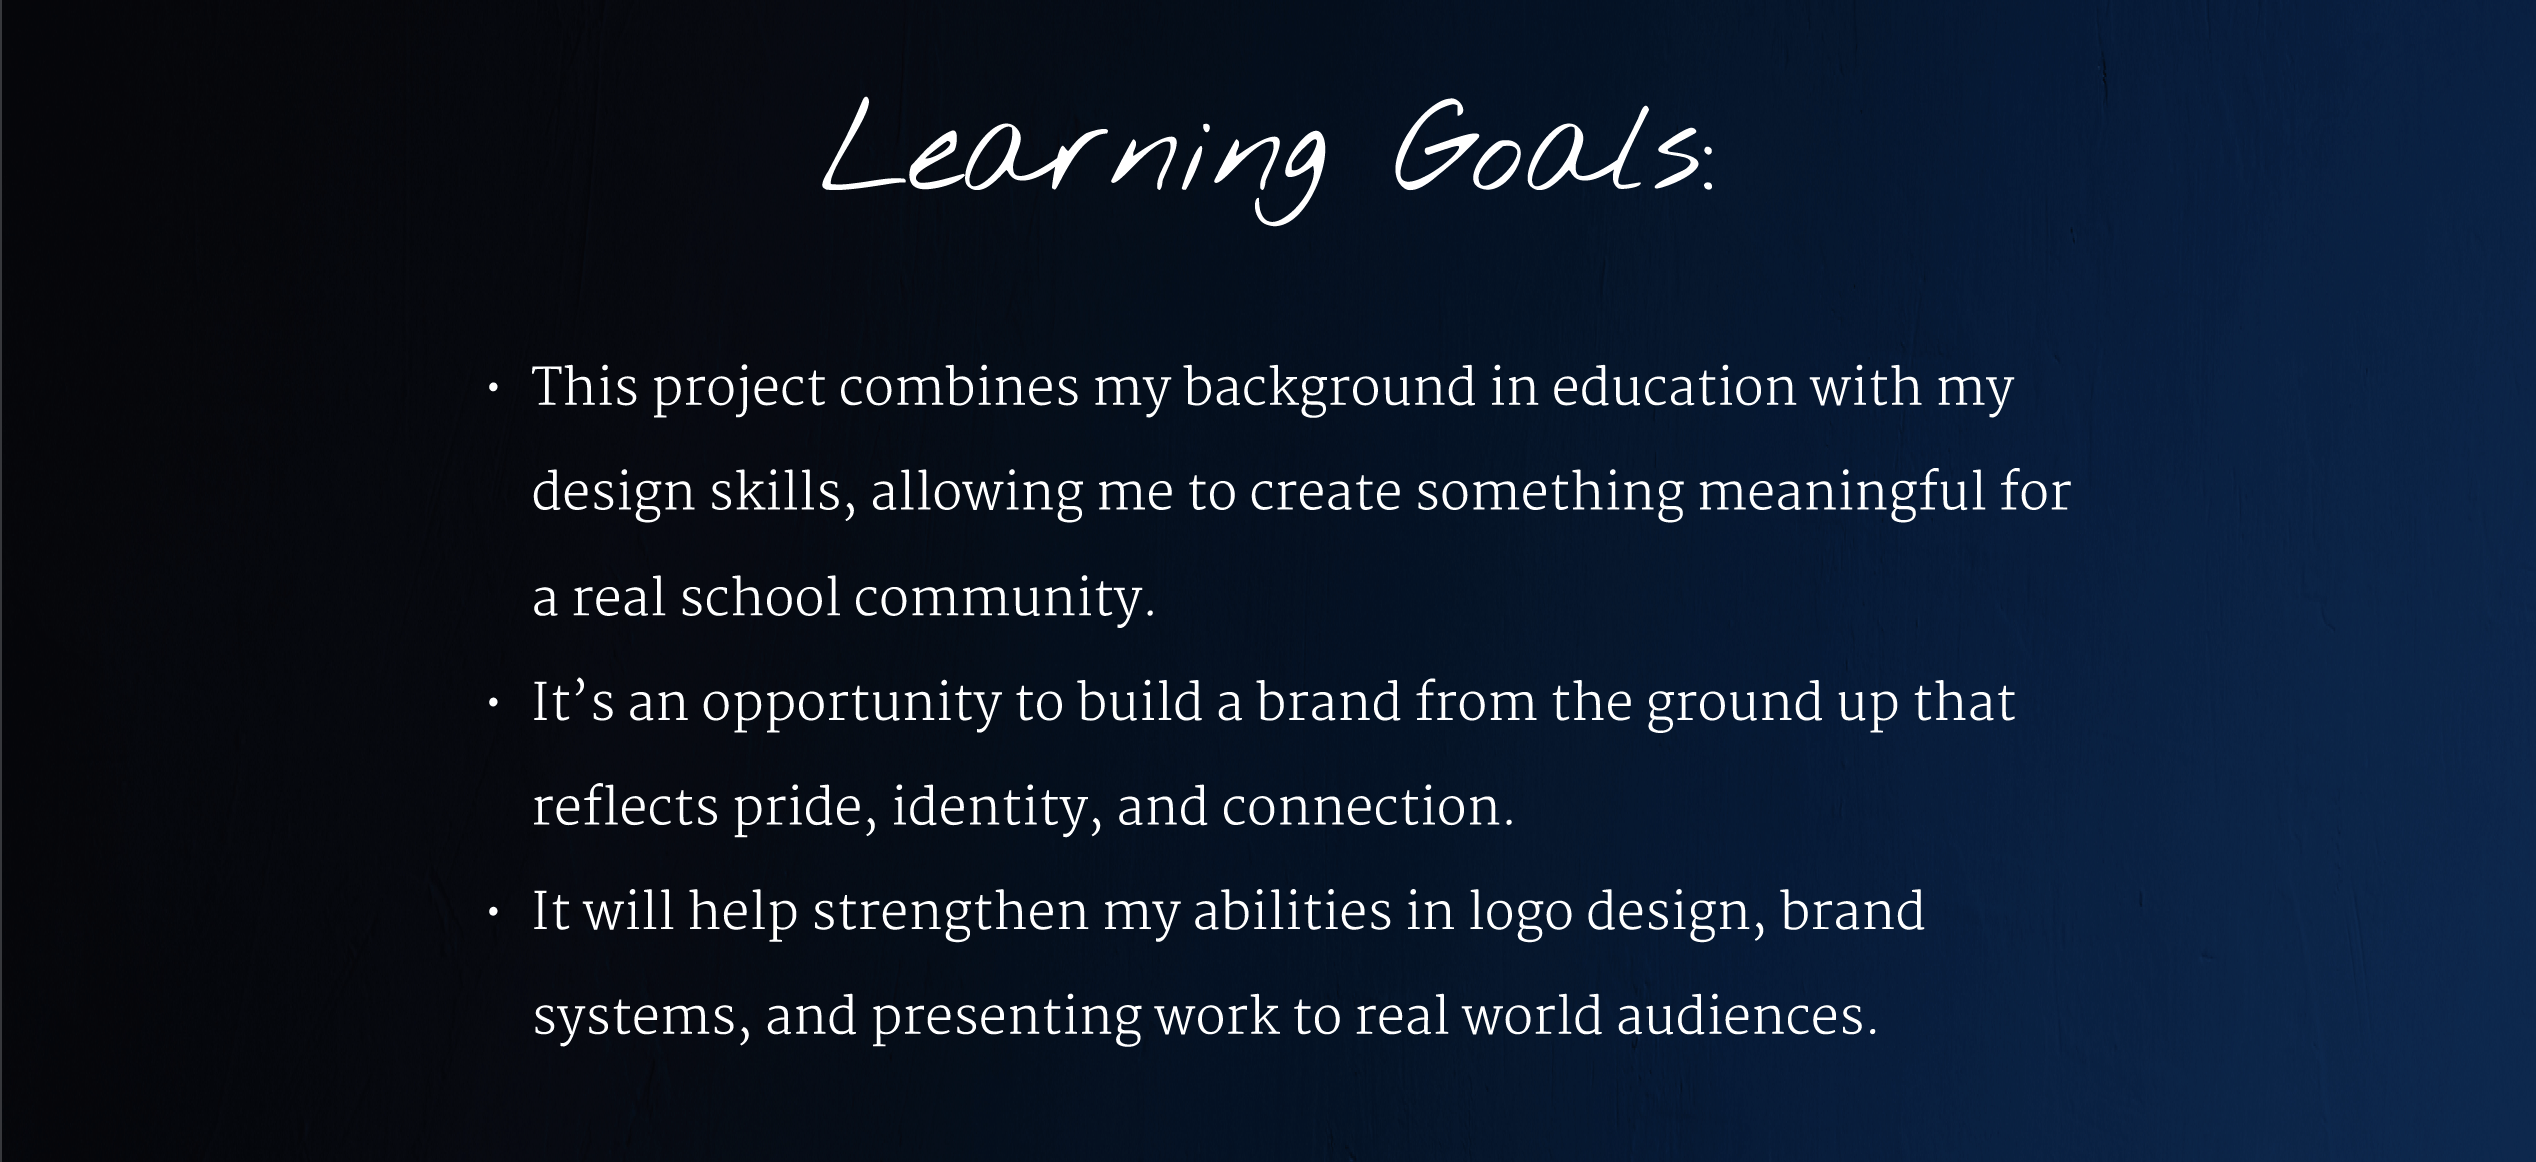 Learning Goals:
• This project combines my background in education with my
design skills, allowing me to create something meaningful for
a real school community.
• It’s an opportunity to build a brand from the ground up that
reflects pride, identity, and connection.
• It will help strengthen my abilities in logo design, brand
systems, and presenting work to real world audiences.